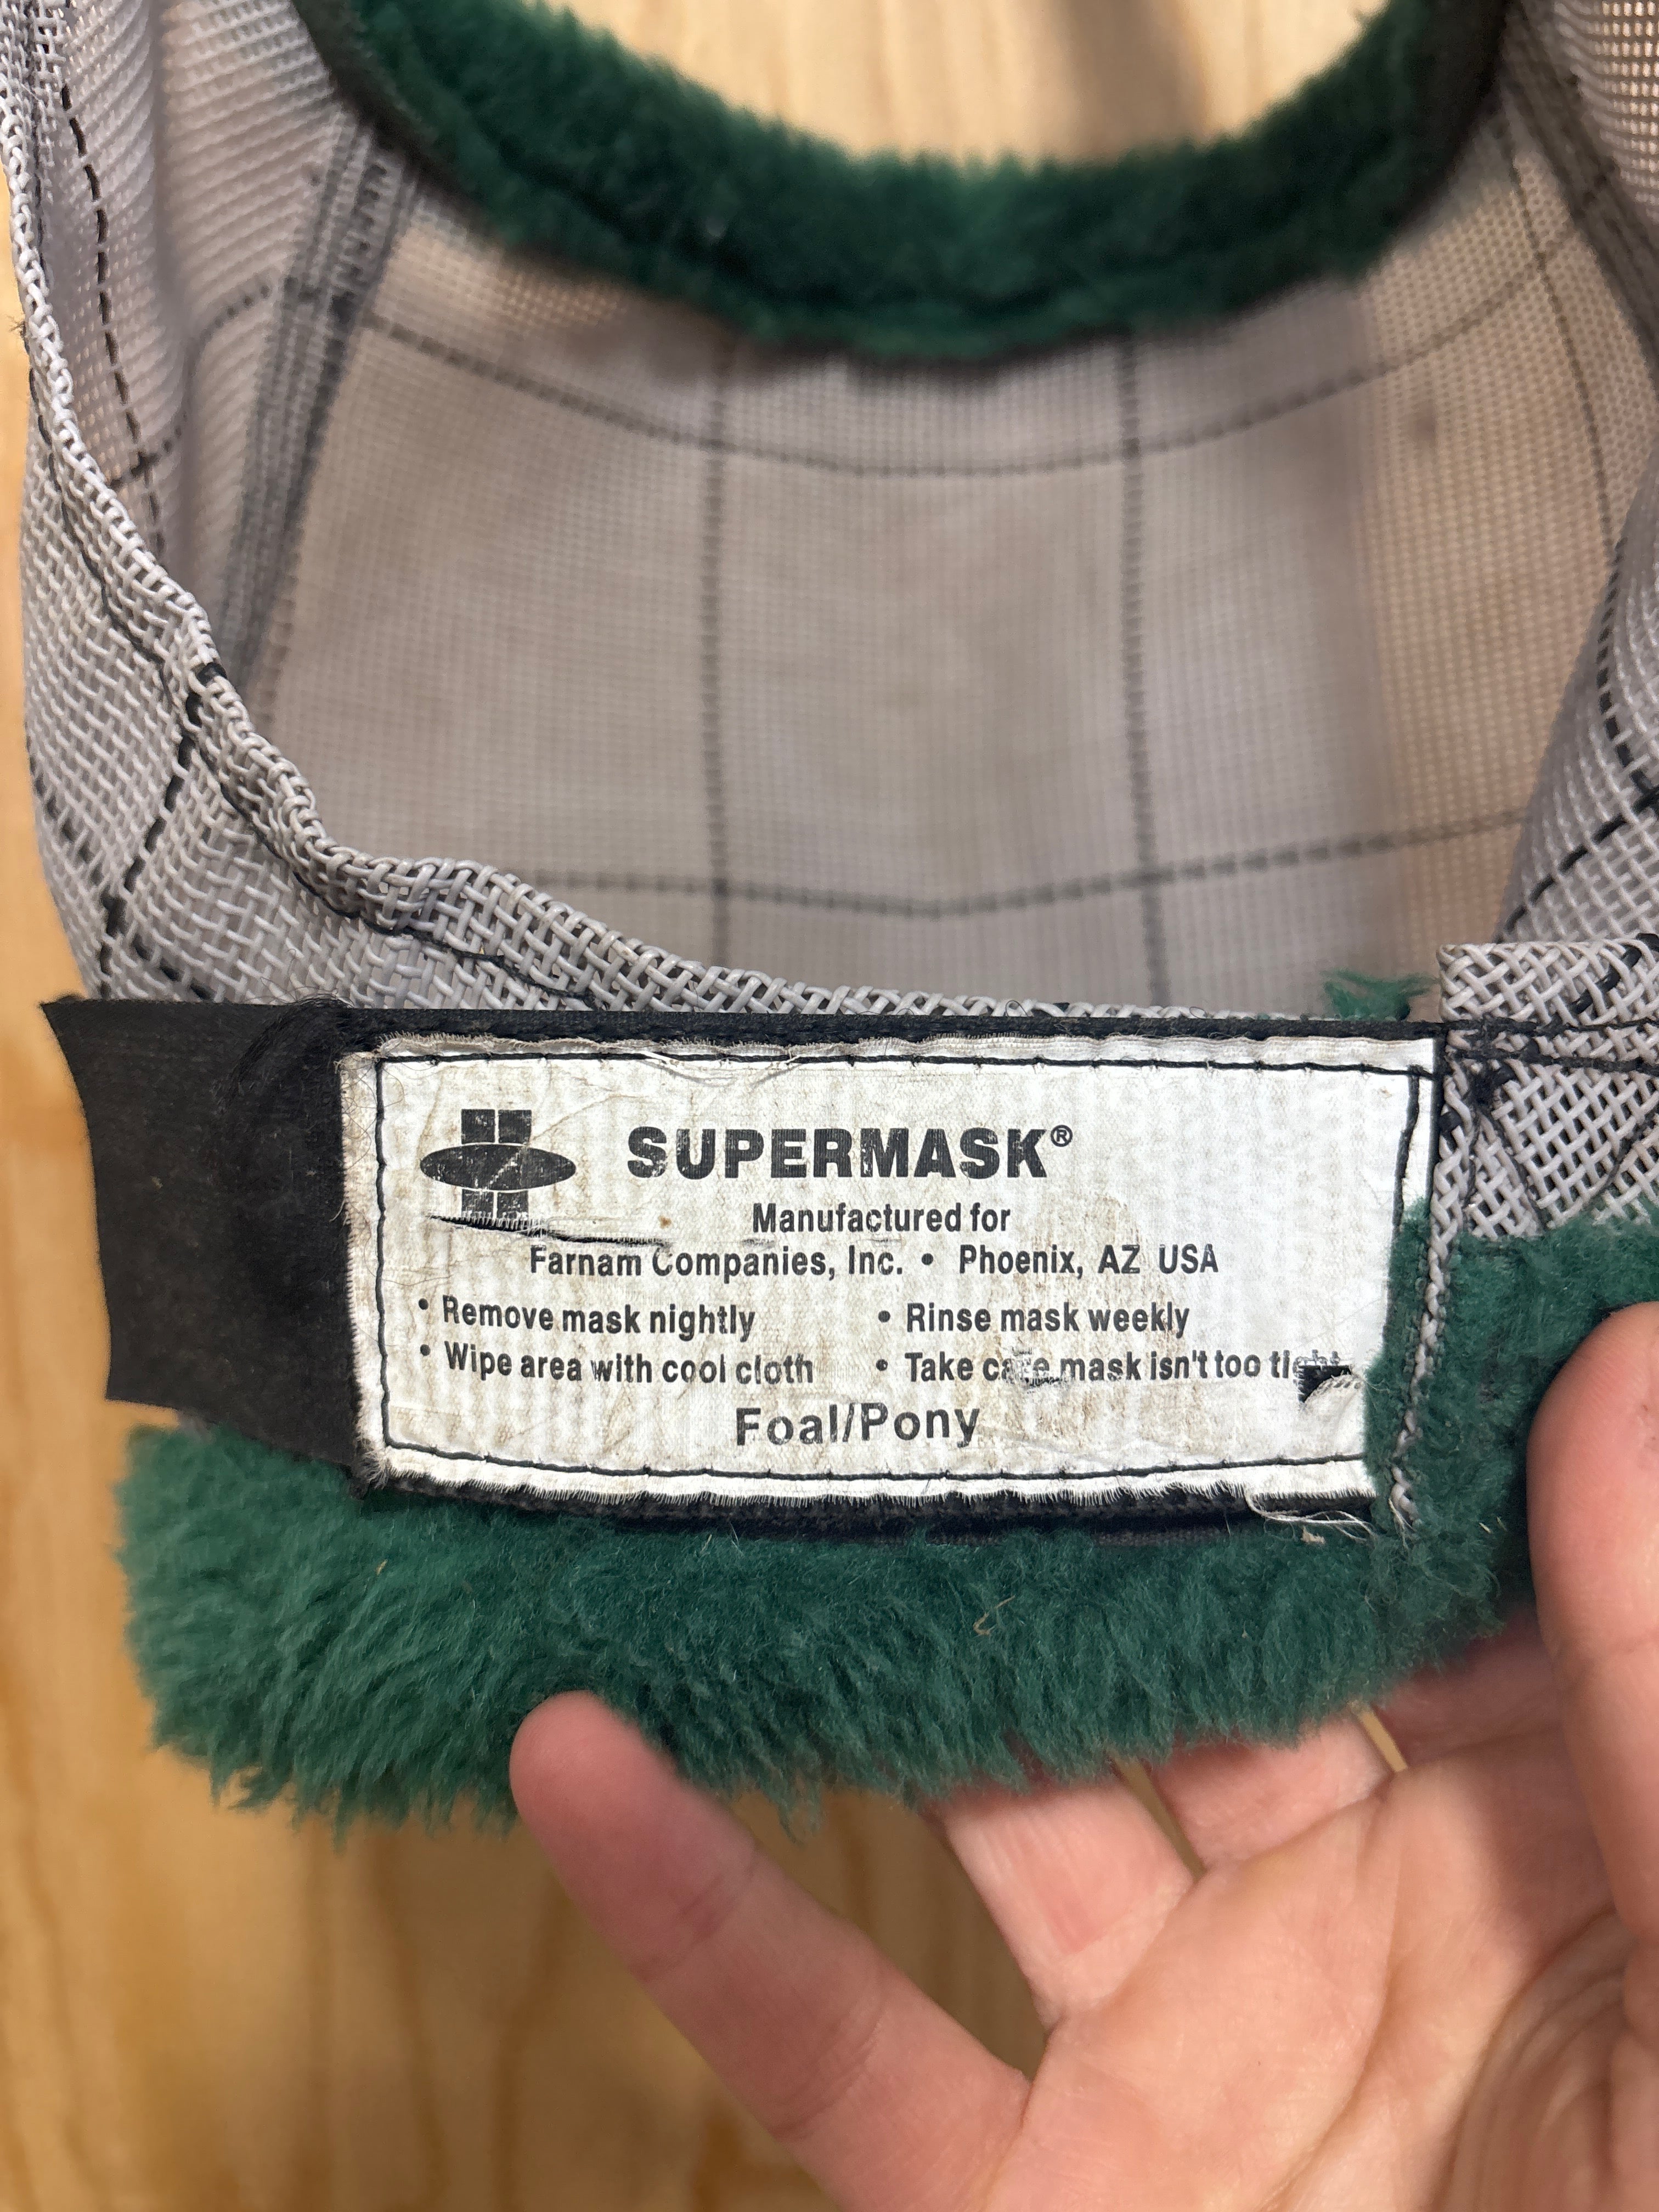 SUPERMASK®
Manufactured for
Farnam Companies, Inc. • Phoenix, AZ USA
• Remove mask nightly • Rinse mask weekly
• Wipe area with cool cloth • Take care mask isn't too tight
Foal/Pony